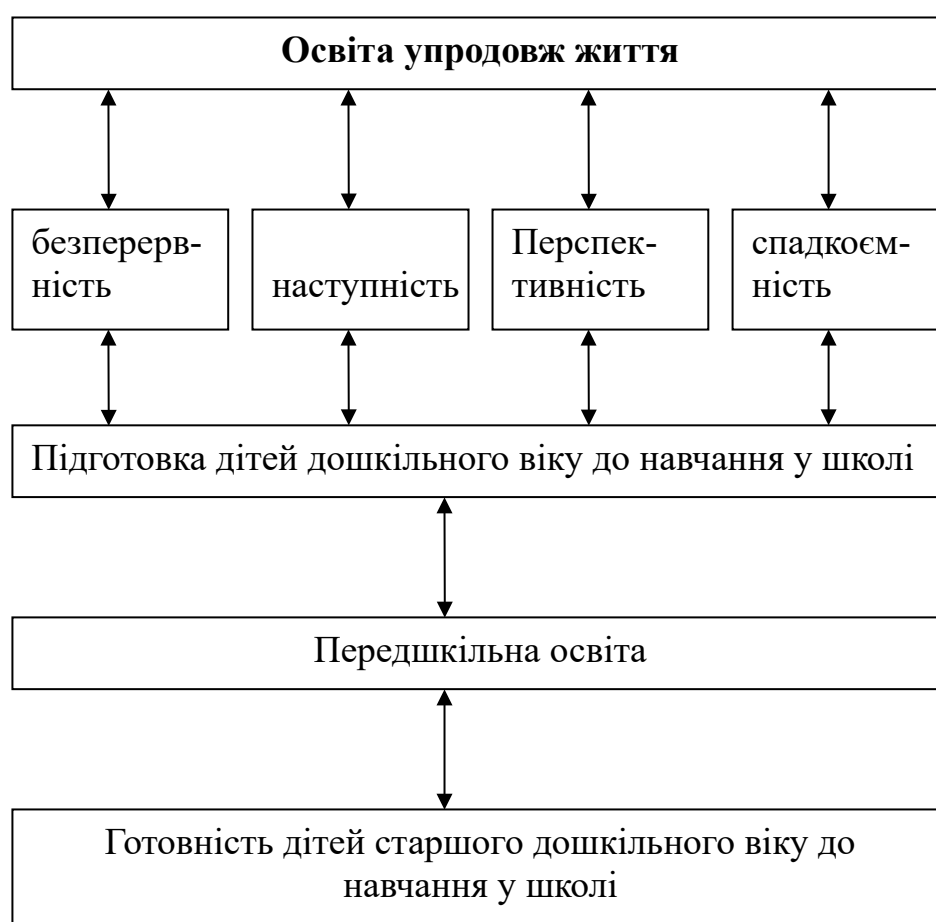 Освіта упродовж життя
безперерв-
ність
наступність
Перспек-
тивність
спадкоєм-
ність
Підготовка дітей дошкільного віку до навчання у школі
Передшкільна освіта
Готовність дітей старшого дошкільного віку до
навчання у школі